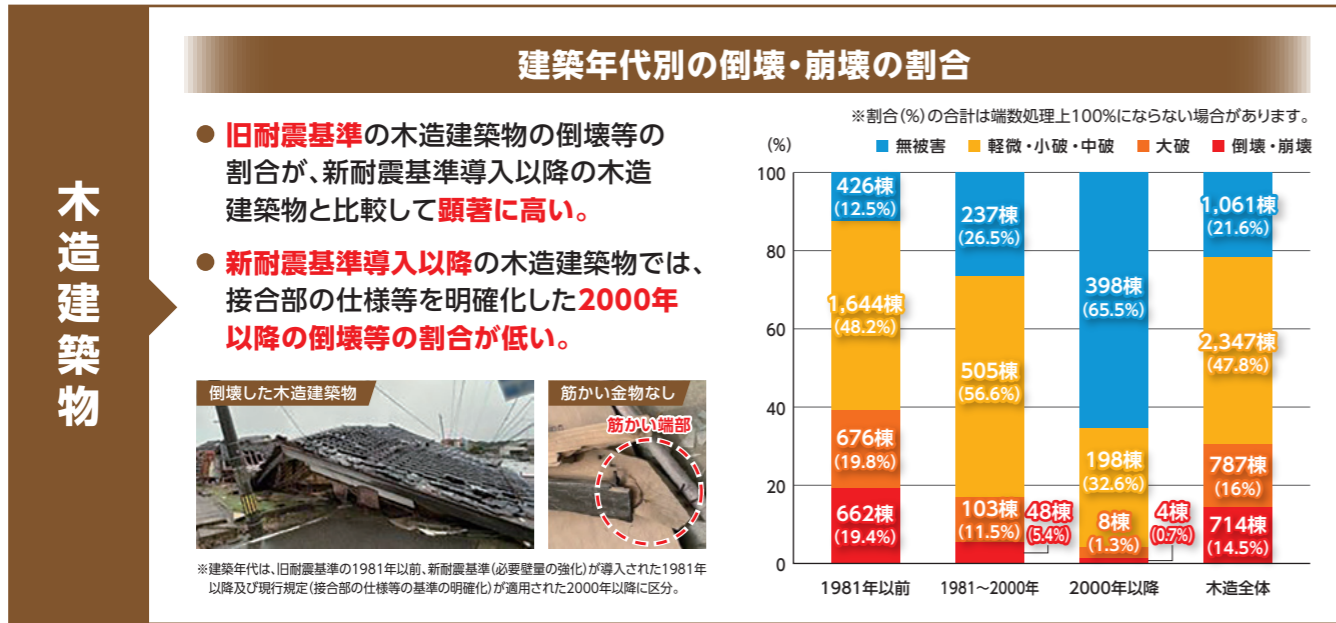 木造建築物
建築年代別の倒壊・崩壊の割合
● 旧耐震基準の木造建築物の倒壊等の
割合が、新耐震基準導入以降の木造
建築物と比較して顕著に高い。
● 新耐震基準導入以降の木造建築物では、
接合部の仕様等を明確化した2000年
以降の倒壊等の割合が低い。
倒壊した木造建築物
筋かい金物なし
筋かい端部
※建築年代は、旧耐震基準の1981年以前、新耐震基準(必要壁量の強化)が導入された1981年
以降及び現行規定(接合部の仕様等の基準の明確化)が適用された2000年以降に区分。
※割合(%)の合計は端数処理上100%にならない場合があります。
(%)
無被害 軽微・小破・中破 大破 倒壊・崩壊
100
80
60
40
20
0
426棟
(12.5%)
1,644棟
(48.2%)
676棟
(19.8%)
662棟
(19.4%)
1981年以前
237棟
(26.5%)
505棟
(56.6%)
103棟
(11.5%)
48棟
(5.4%)
1981〜2000年
398棟
(65.5%)
198棟
(32.6%)
8棟
(1.3%)
4棟
(0.7%)
2000年以降
1,061棟
(21.6%)
2,347棟
(47.8%)
787棟
(16%)
714棟
(14.5%)
木造全体